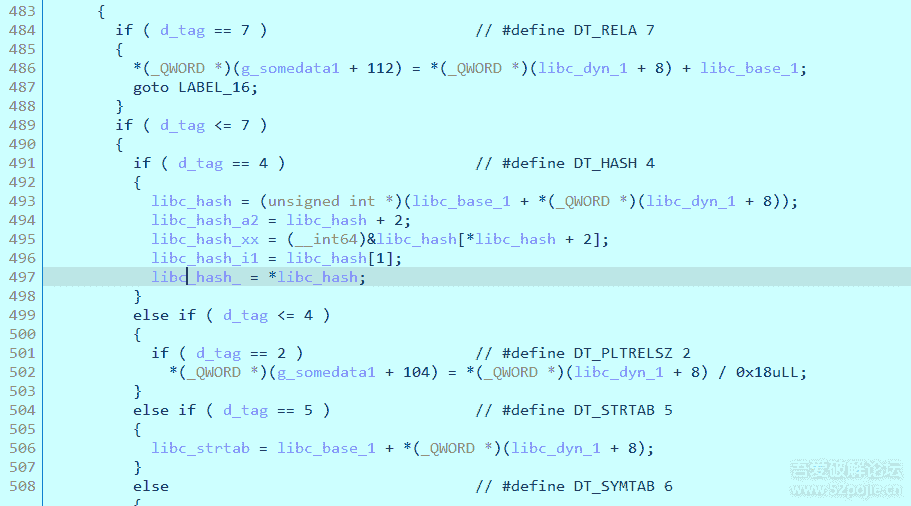 483 {
484 if ( d_tag == 7 ) // #define DT_RELA 7
485 {
486 *(_QWORD *)(g_somedata1 + 112) = *(_QWORD *)(libc_dyn_1 + 8) + libc_base_1;
487 goto LABEL_16;
488 }
489 if ( d_tag <= 7 )
490 {
491 if ( d_tag == 4 ) // #define DT_HASH 4
492 {
493 libc_hash = (unsigned int *)(libc_base_1 + *(_QWORD *)(libc_dyn_1 + 8));
494 libc_hash_a2 = libc_hash + 2;
495 libc_hash_xx = (__int64)&libc_hash[*libc_hash + 2];
496 libc_hash_i1 = libc_hash[1];
497 libc_hash_ = *libc_hash;
498 }
499 else if ( d_tag <= 4 )
500 {
501 if ( d_tag == 2 ) // #define DT_PLTRELSZ 2
502 *(_QWORD *)(g_somedata1 + 104) = *(_QWORD *)(libc_dyn_1 + 8) / 0x18uLL;
503 }
504 else if ( d_tag == 5 ) // #define DT_STRTAB 5
505 {
506 libc_strtab = libc_base_1 + *(_QWORD *)(libc_dyn_1 + 8);
507 }
508 else // #define DT_SYMTAB 6
{
吾爱破解论坛
www.52pojie.cn